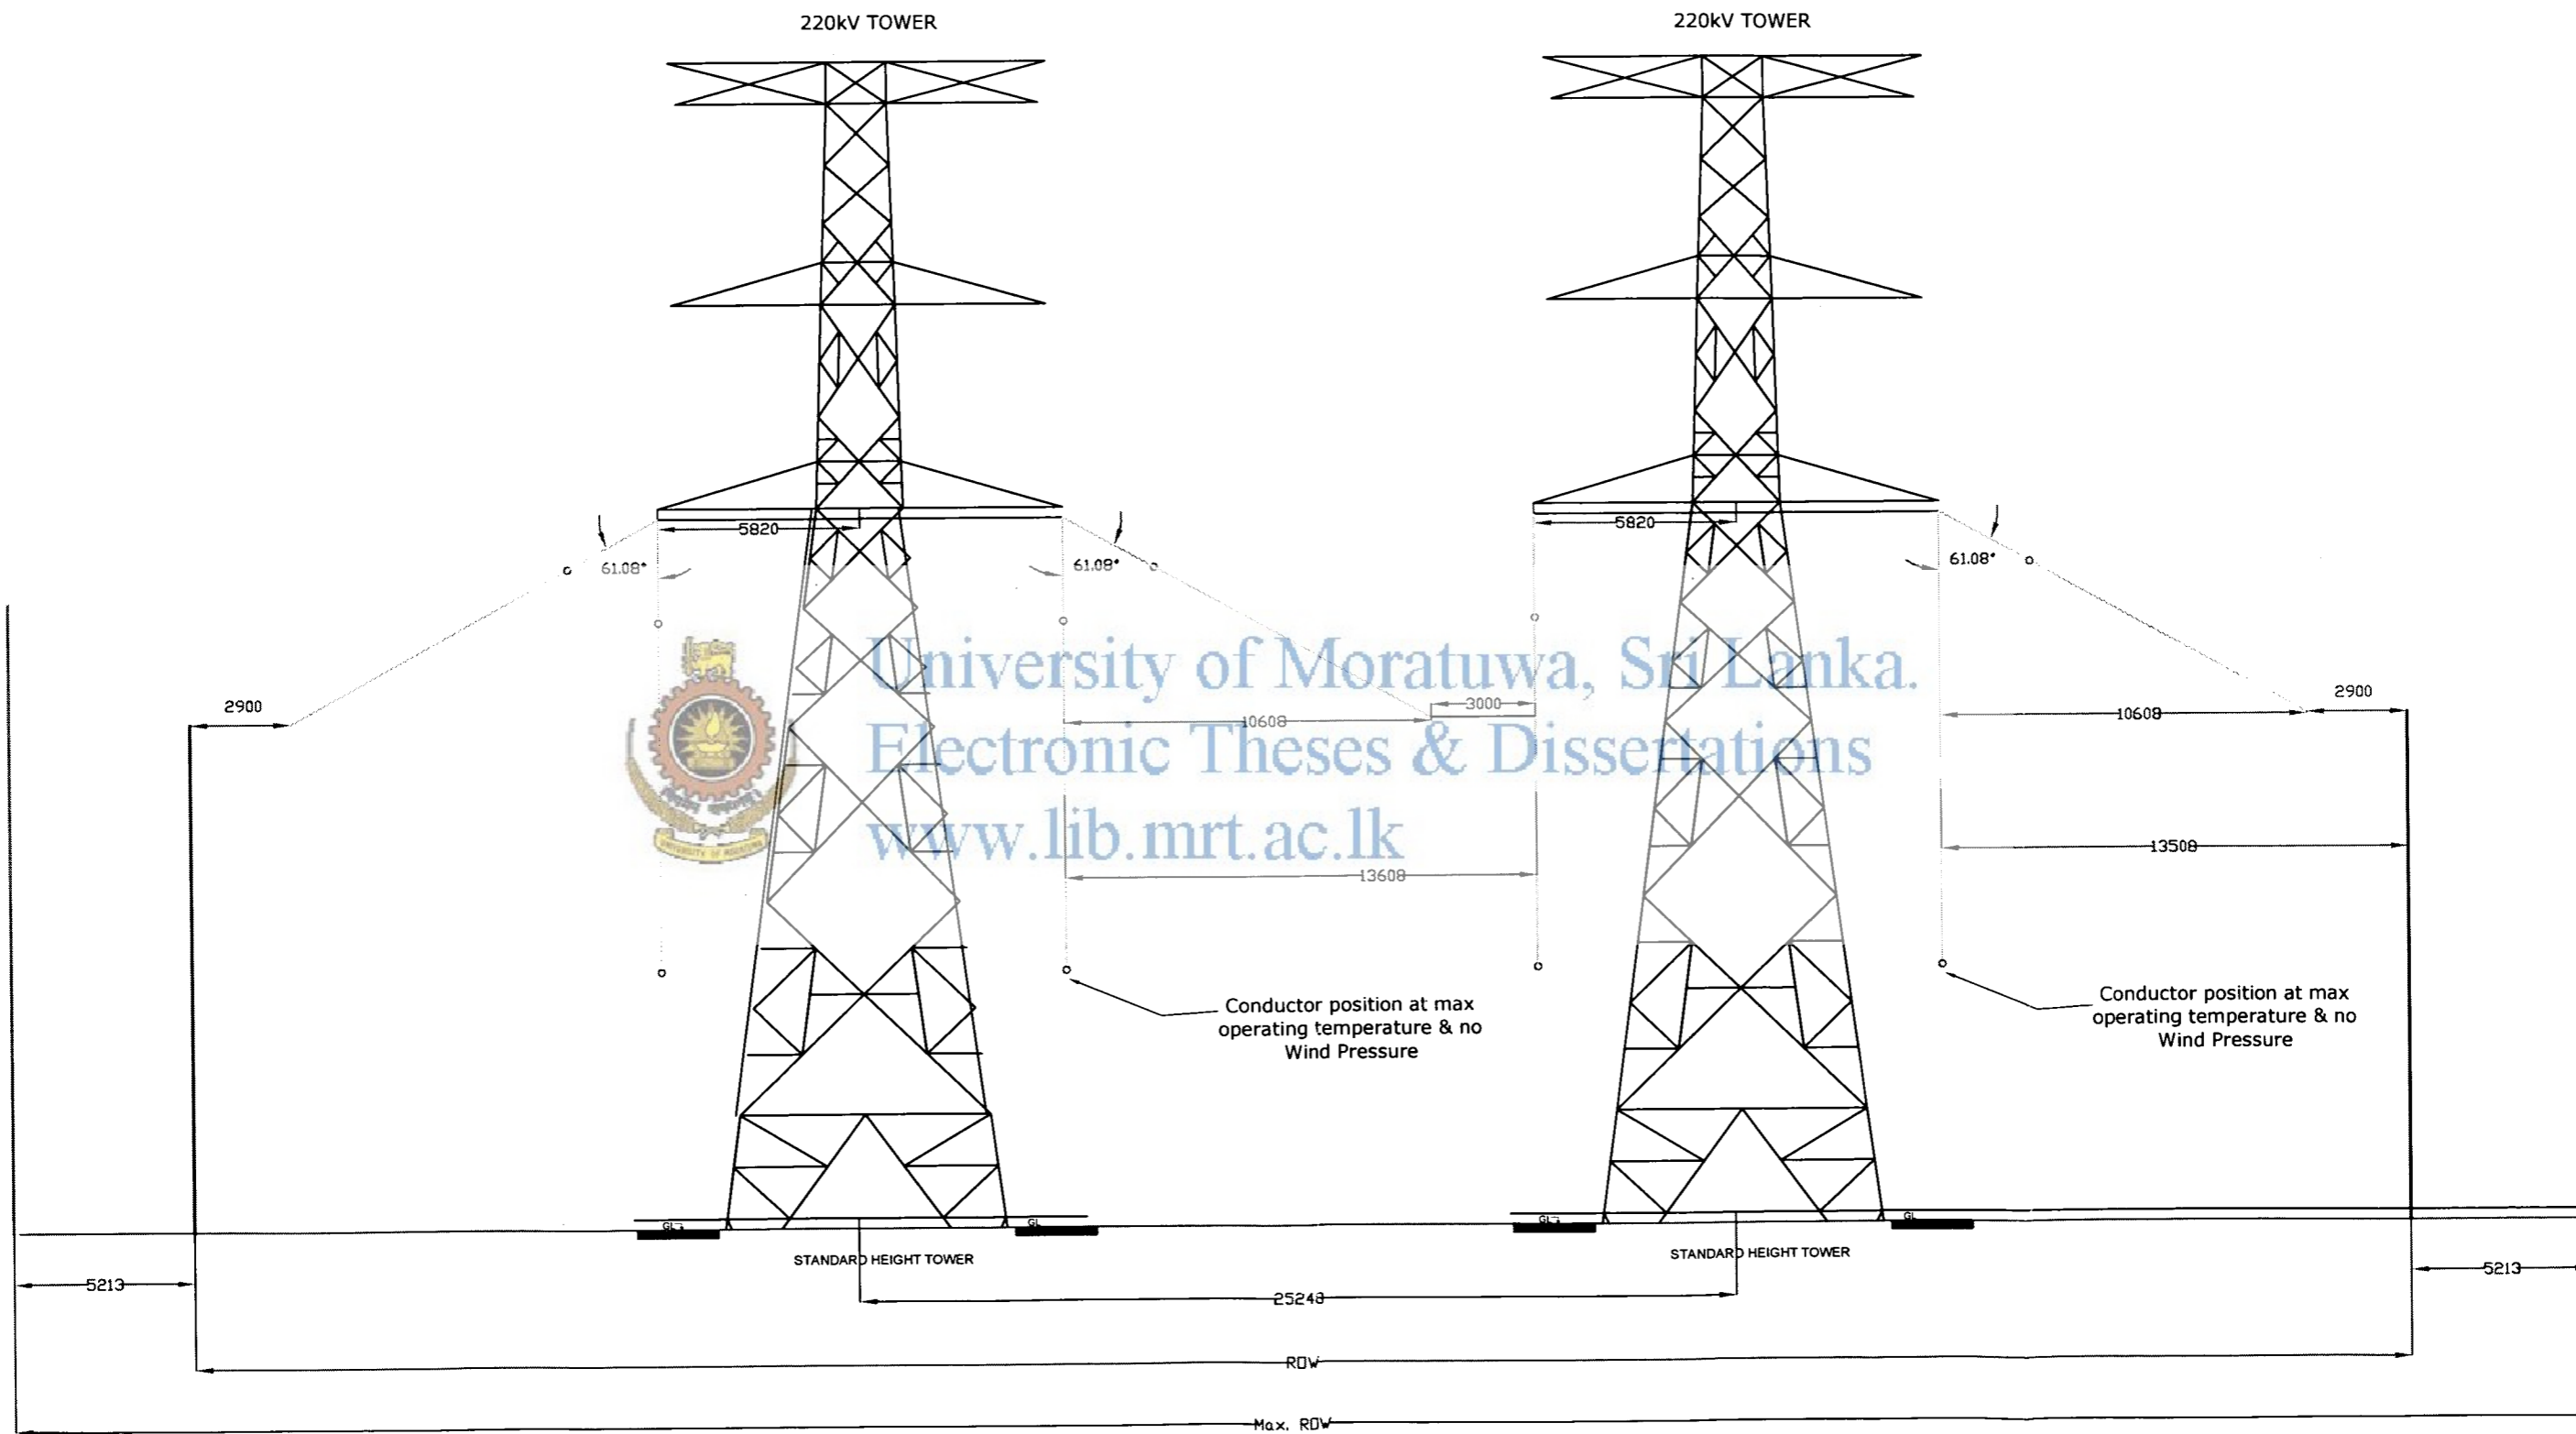 220kV TOWER
220kV TOWER
5820
5820
61.08°
61.08°
61.08°
University of Moratuwa, Sri Lanka.
2900
2900
3000
10608
10608
Electronic Theses & Dissertations
www.lib.mrt.ac.lk
13508
13608
UNIVERSITY OF MORATUWA
Conductor position at max
operating temperature & no
Wind Pressure
Conductor position at max
operating temperature & no
Wind Pressure
GL
GL
GL
GL
STANDARD HEIGHT TOWER
STANDARD HEIGHT TOWER
5213
5213
25248
ROW
Max. ROW